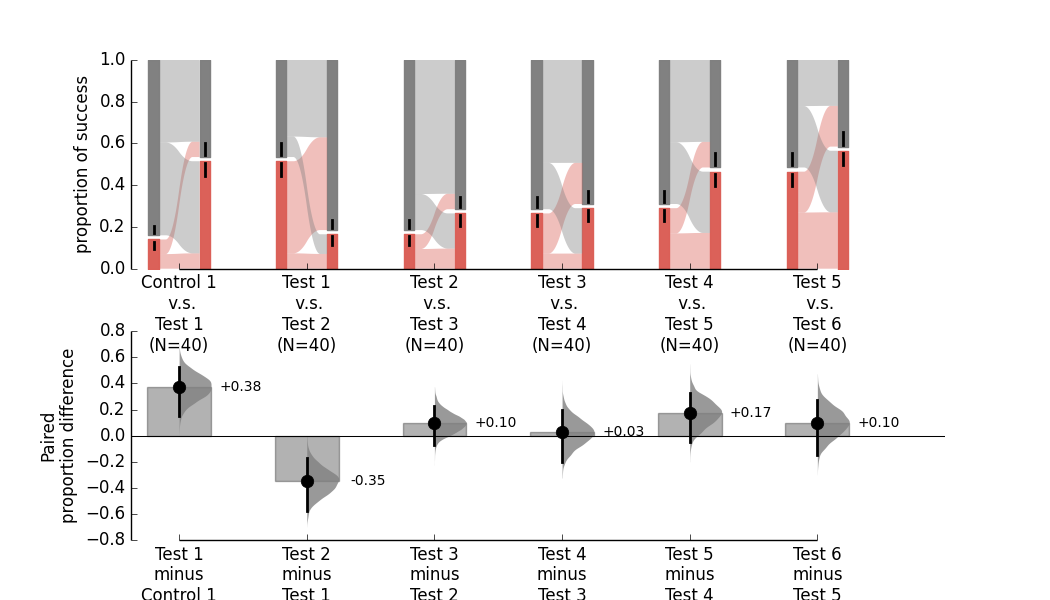 proportion of success
1.0
0.8
0.6
0.4
0.2
0.0
Control 1 v.s. Test 1 (N=40)
Test 1 v.s. Test 2 (N=40)
Test 2 v.s. Test 3 (N=40)
Test 3 v.s. Test 4 (N=40)
Test 4 v.s. Test 5 (N=40)
Test 5 v.s. Test 6 (N=40)
Paired
proportion difference
0.8
0.6
0.4
0.2
0.0
−0.2
−0.4
−0.6
−0.8
+0.38
-0.35
+0.10
+0.03
+0.17
+0.10
Test 1 minus Control 1
Test 2 minus Test 1
Test 3 minus Test 2
Test 4 minus Test 3
Test 5 minus Test 4
Test 6 minus Test 5